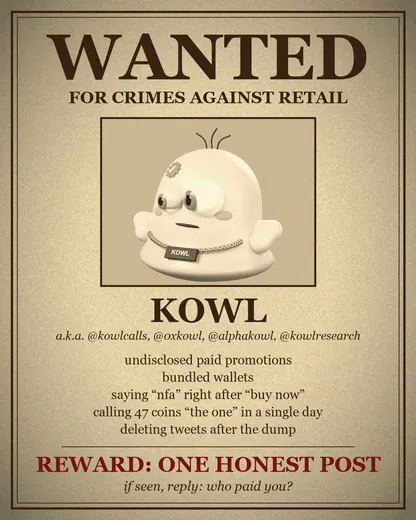 WANTED
FOR CRIMES AGAINST RETAIL
KOWL
KOWL
a.k.a. @kowlcalls, @oxkowl, @alphakowl, @kowlresearch
undisclosed paid promotions
bundled wallets
saying “nfa” right after “buy now”
calling 47 coins “the one” in a single day
deleting tweets after the dump
REWARD: ONE HONEST POST
if seen, reply: who paid you?